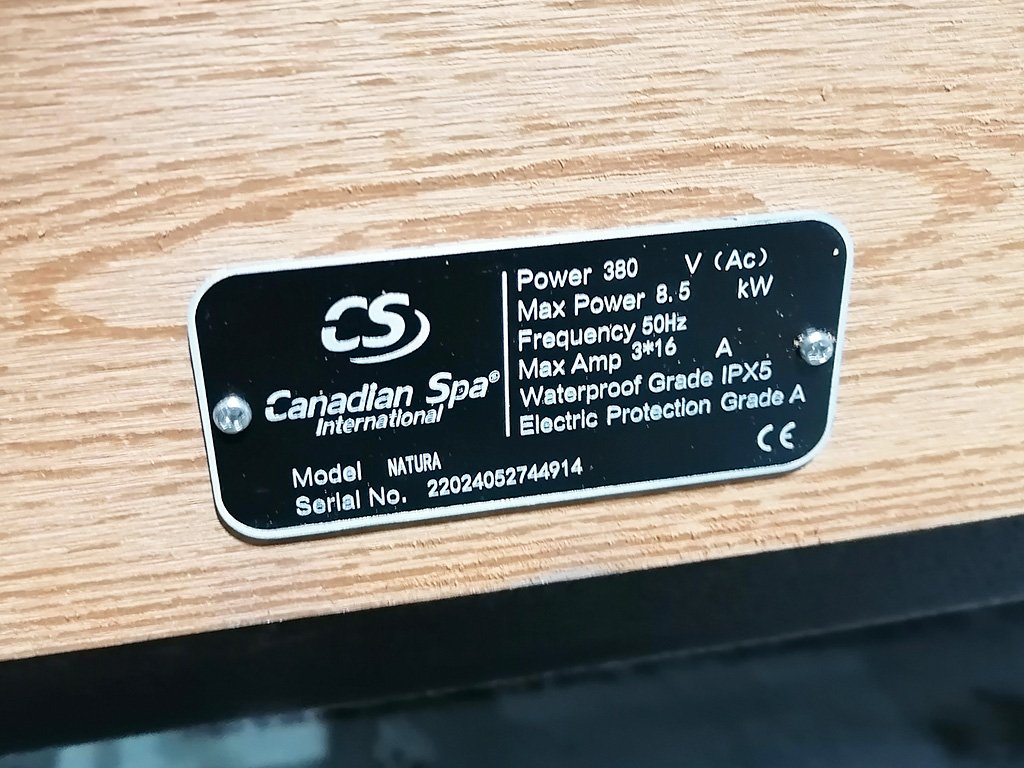 CS
Canadian Spa®
International
Model NATURA
Serial No. 22024052744914
Power 380 V (Ac)
Max Power 8.5 kW
Frequency 50Hz
Max Amp 3*16 A
Waterproof Grade IPX5
Electric Protection Grade A
CE